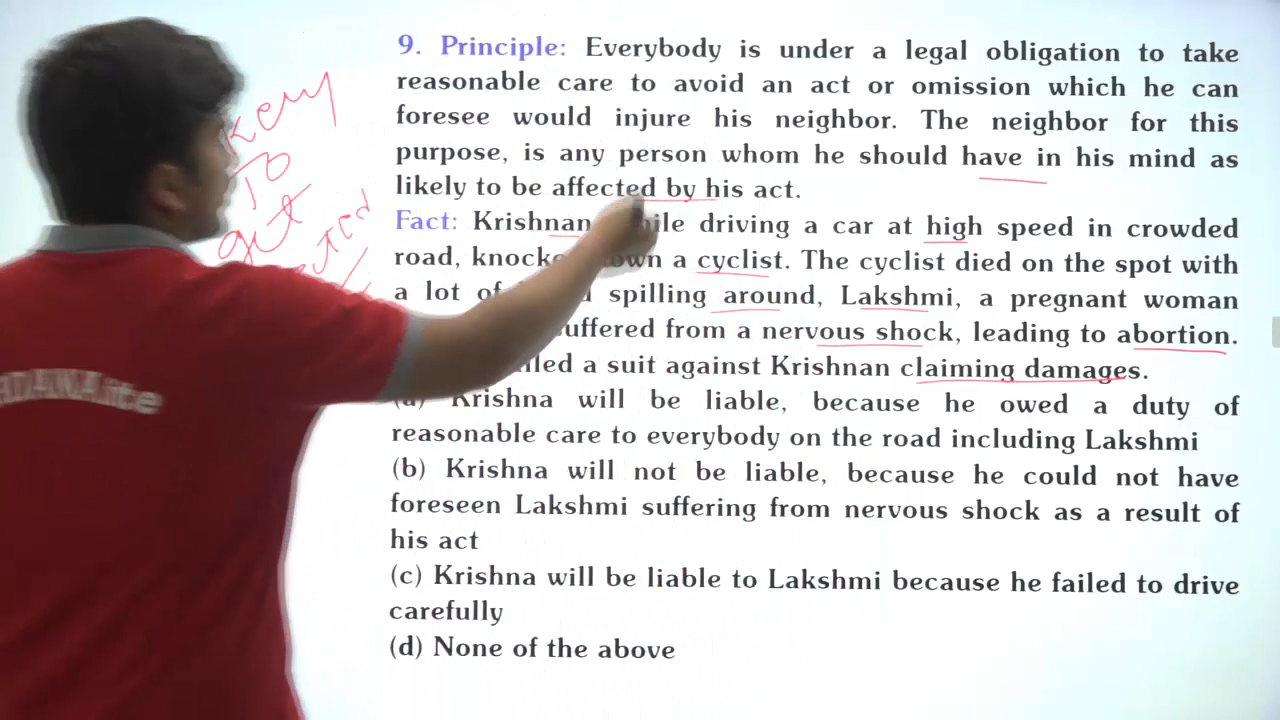 9. Principle: Everybody is under a legal obligation to take
reasonable care to avoid an act or omission which he can
foresee would injure his neighbor. The neighbor for this
purpose, is any person whom he should have in his mind as
likely to be affected by his act.
Fact: Krishnan driving a car at high speed in crowded
road, a cyclist. The cyclist died on the spot with
a lot of spilling around, Lakshmi, a pregnant woman
suffered from a nervous shock, leading to abortion.
a suit against Krishnan claiming damages.
Krishna will be liable, because he owed a duty of
reasonable care to everybody on the road including Lakshmi
(b) Krishna will not be liable, because he could not have
foreseen Lakshmi suffering from nervous shock as a result of
his act
(c) Krishna will be liable to Lakshmi because he failed to drive
carefully
(d) None of the above
To
get